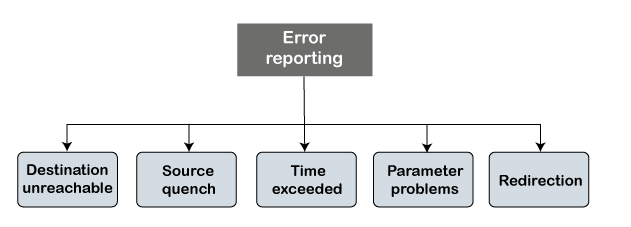 Error
reporting
Destination
unreachable
Source
quench
Time
exceeded
Parameter
problems
Redirection